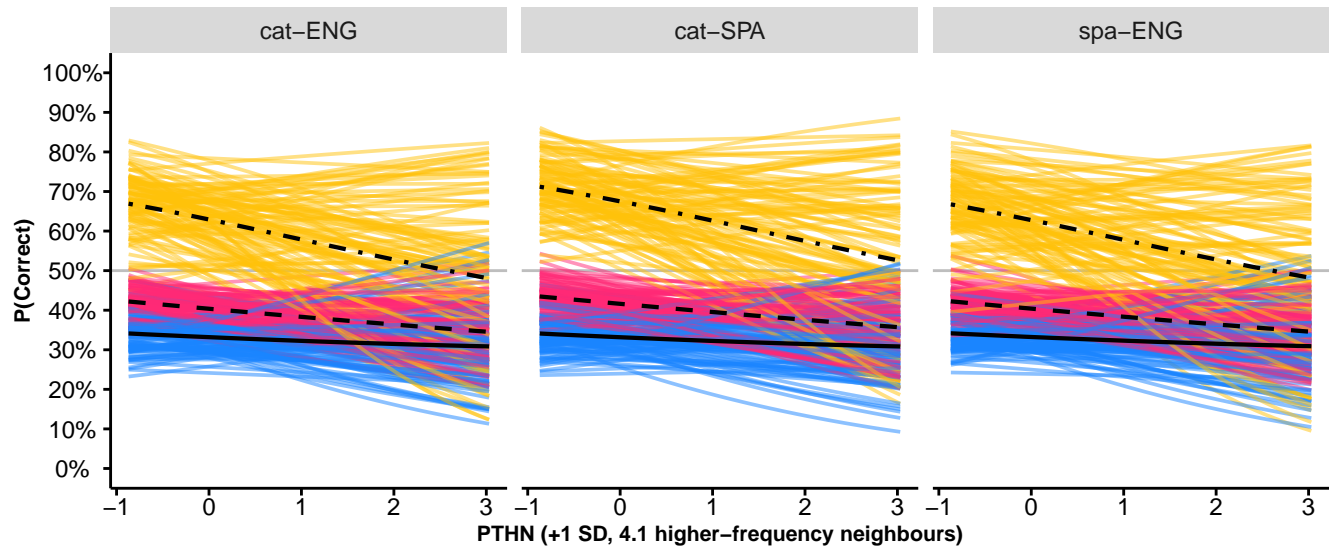 cat−ENG
cat−SPA
spa−ENG
P(Correct)
100%
90%
80%
70%
60%
50%
40%
30%
20%
10%
0%
−1 0 1 2 3
−1 0 1 2 3
−1 0 1 2 3
PTHN (+1 SD, 4.1 higher−frequency neighbours)